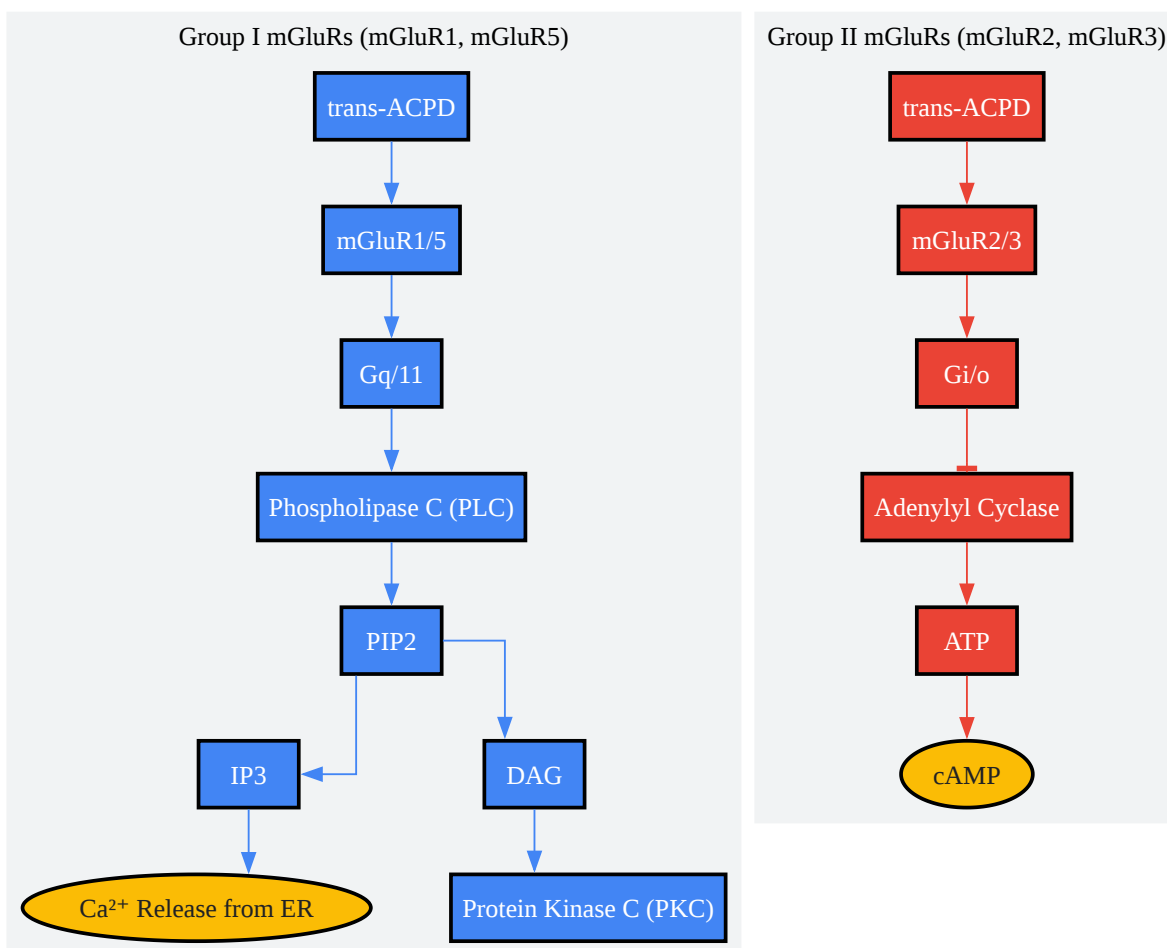 Group I mGluRs (mGluR1, mGluR5)
trans-ACPD
mGluR1/5
Gq/11
Phospholipase C (PLC)
PIP2
IP3
DAG
Ca²⁺ Release from ER
Protein Kinase C (PKC)
Group II mGluRs (mGluR2, mGluR3)
trans-ACPD
mGluR2/3
Gi/o
Adenylyl Cyclase
ATP
cAMP